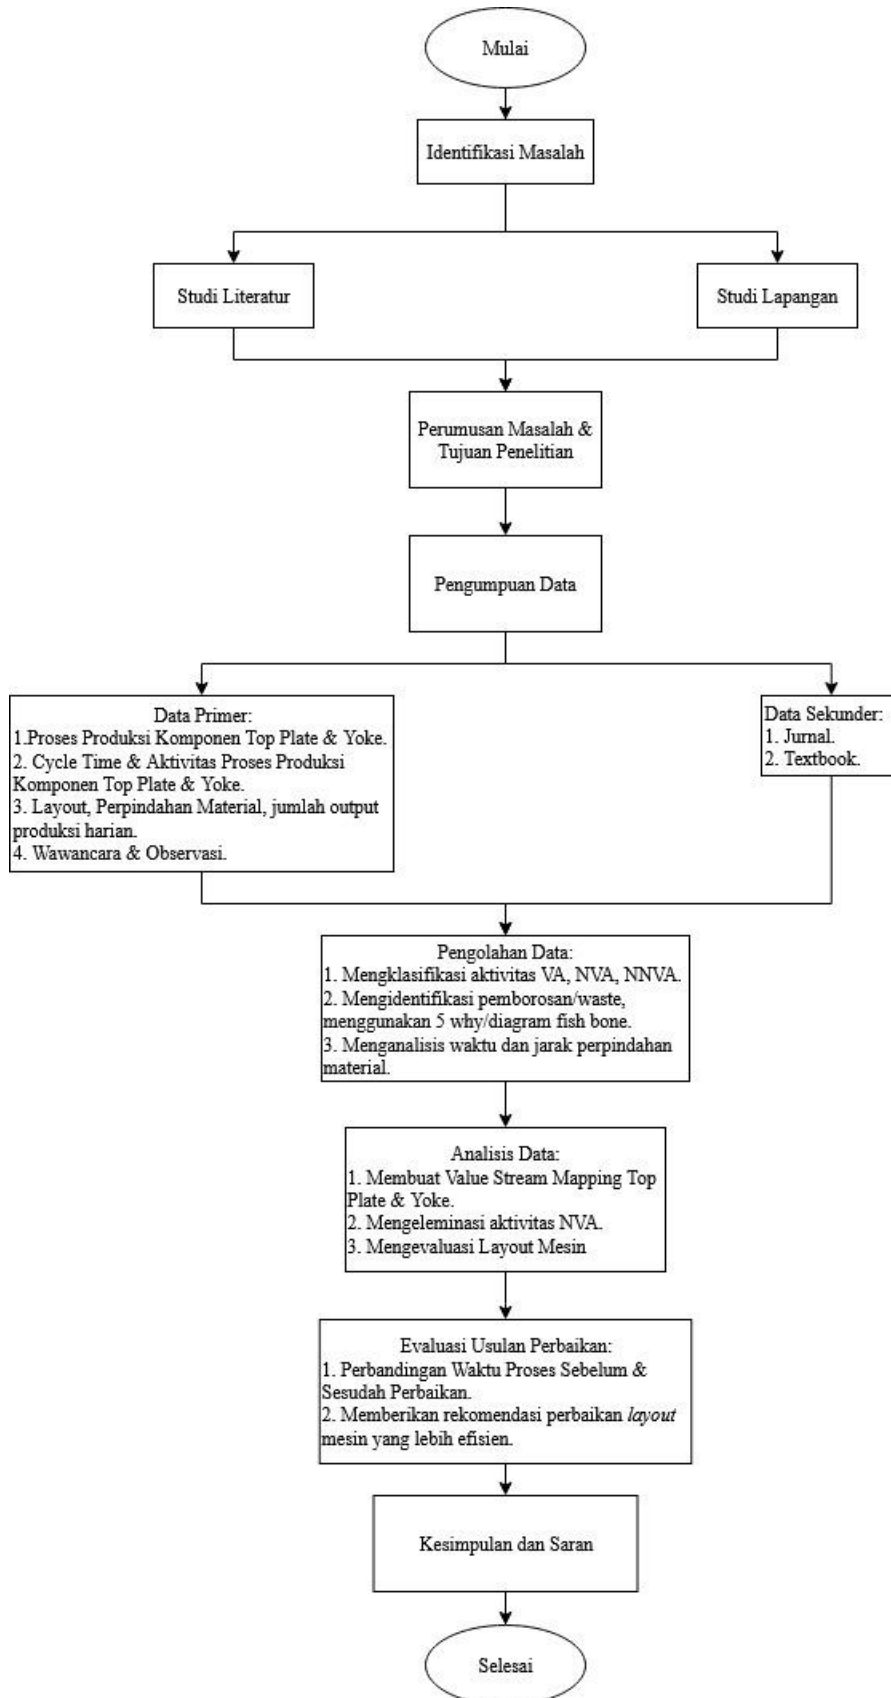 Mulai
Identifikasi Masalah
Studi Literatur
Studi Lapangan
Perumusan Masalah &
Tujuan Penelitian
Pengumpuan Data
Data Primer:
1.Proses Produksi Komponen Top Plate & Yoke.
2. Cycle Time & Aktivitas Proses Produksi
Komponen Top Plate & Yoke.
3. Layout, Perpindahan Material, jumlah output
produksi harian.
4. Wawancara & Observasi.
Data Sekunder:
1. Jurnal.
2. Textbook.
Pengolahan Data:
1. Mengklasifikasi aktivitas VA, NVA, NNVA.
2. Mengidentifikasi pemborosan/waste,
menggunakan 5 why/diagram fish bone.
3. Menganalisis waktu dan jarak perpindahan
material.
Analisis Data:
1. Membuat Value Stream Mapping Top
Plate & Yoke.
2. Mengeleminasi aktivitas NVA.
3. Mengevaluasi Layout Mesin
Evaluasi Usulan Perbaikan:
1. Perbandingan Waktu Proses Sebelum &
Sesudah Perbaikan.
2. Memberikan rekomendasi perbaikan layout
mesin yang lebih efisien.
Kesimpulan dan Saran
Selesai